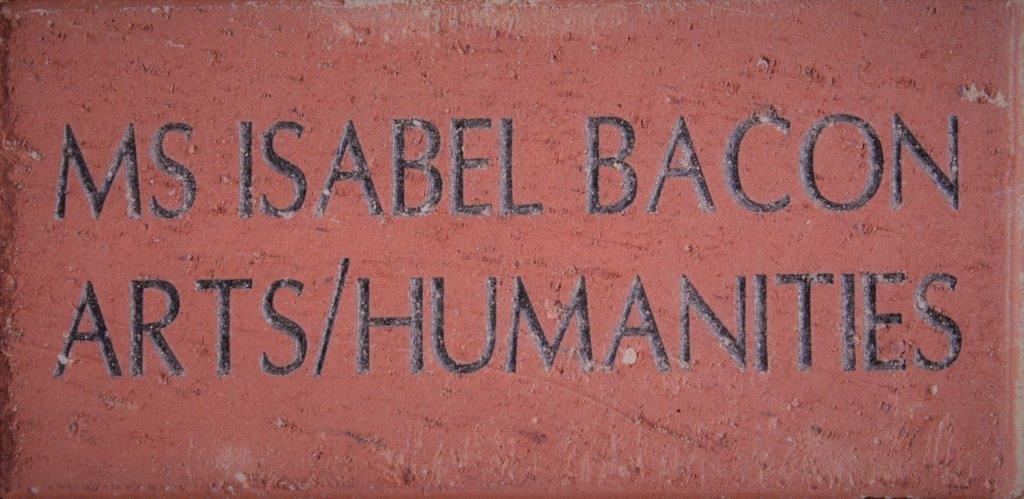 MS ISABEL BACON
ARTS/HUMANITIES